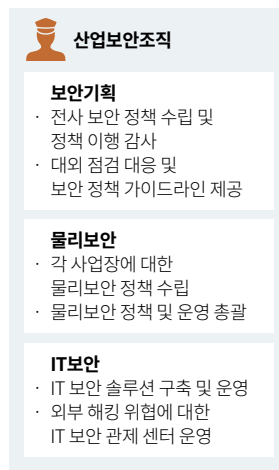 산업보안조직
보안기획
· 전사 보안 정책 수립 및
정책 이행 감사
· 대외 점검 대응 및
보안 정책 가이드라인 제공
물리보안
· 각 사업장에 대한
물리보안 정책 수립
· 물리보안 정책 및 운영 총괄
IT보안
· IT 보안 솔루션 구축 및 운영
· 외부 해킹 위협에 대한
IT 보안 관제 센터 운영